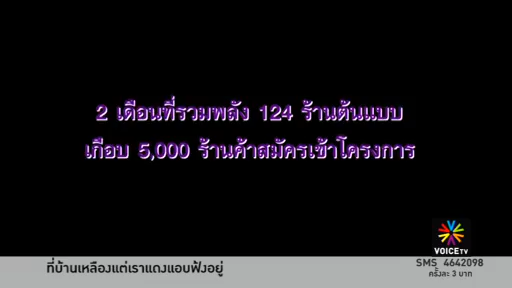 2 เดือนที่รวมพลัง 124 ร้านต้นแบบ
เกือบ 5,000 ร้านค้าสมัครเข้าโครงการ
VOICE TV
ที่บ้านเหลืองแต่เราแดงแอบฟังอยู่
SMS 4642098
ครั้งละ 3 บาท